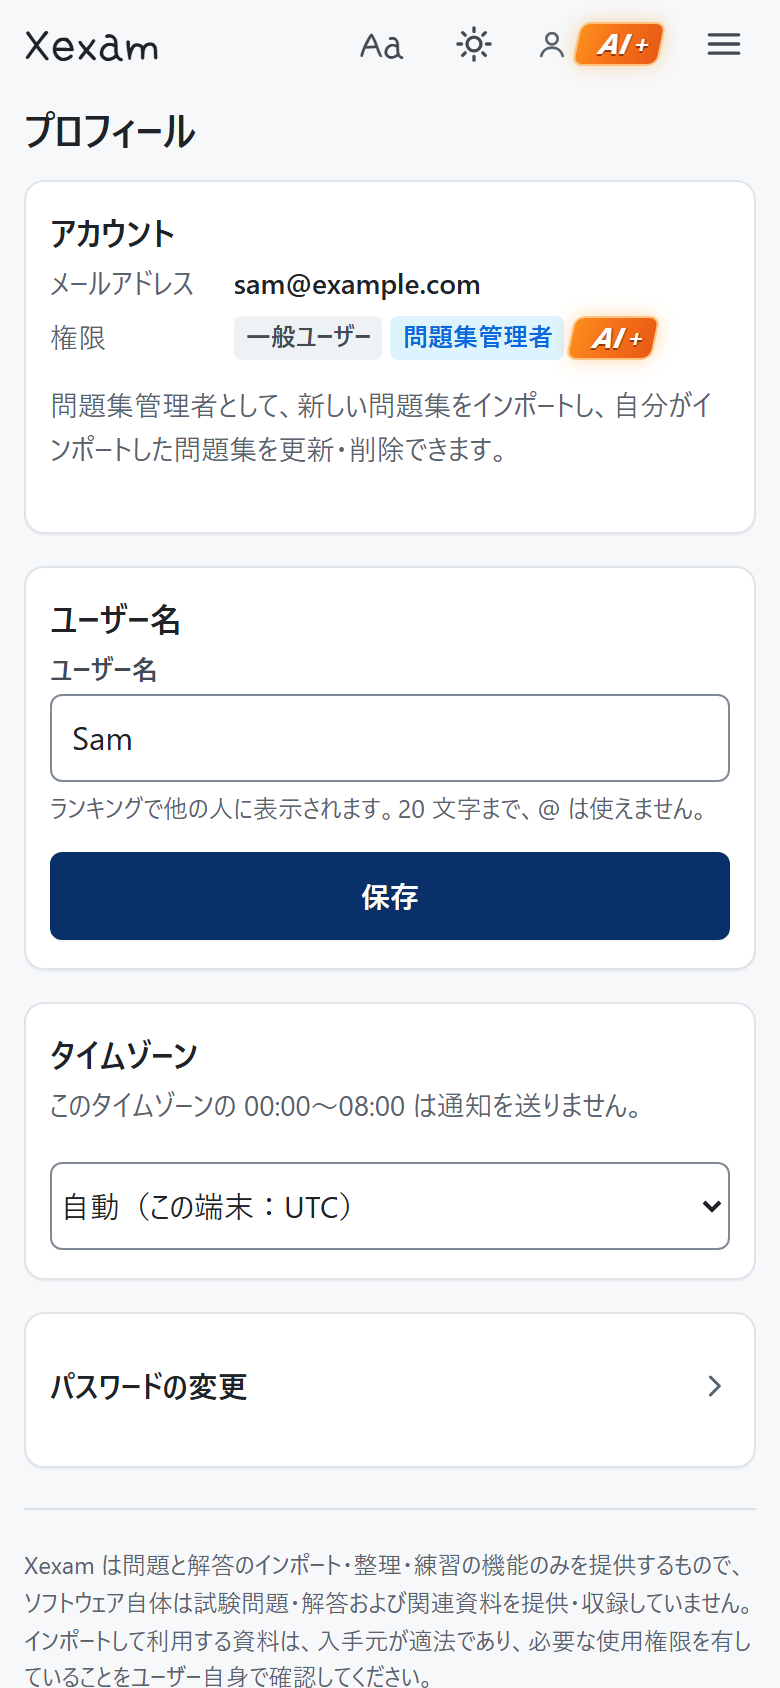 Xexam Aa AI+
プロフィール
アカウント
メールアドレス sam@example.com
権限 一般ユーザー 問題集管理者 AI+
問題集管理者として、新しい問題集をインポートし、自分がイ
ンポートした問題集を更新・削除できます。
ユーザー名
ユーザー名
Sam
ランキングで他の人に表示されます。20 文字まで、@ は使えません。
保存
タイムゾーン
このタイムゾーンの 00:00～08:00 は通知を送りません。
自動（この端末：UTC）
パスワードの変更
Xexam は問題と解答のインポート・整理・練習の機能のみを提供するもので、
ソフトウェア自体は試験問題・解答および関連資料を提供・収録していません。
インポートして利用する資料は、入手元が適法であり、必要な使用権限を有し
ていることをユーザー自身で確認してください。